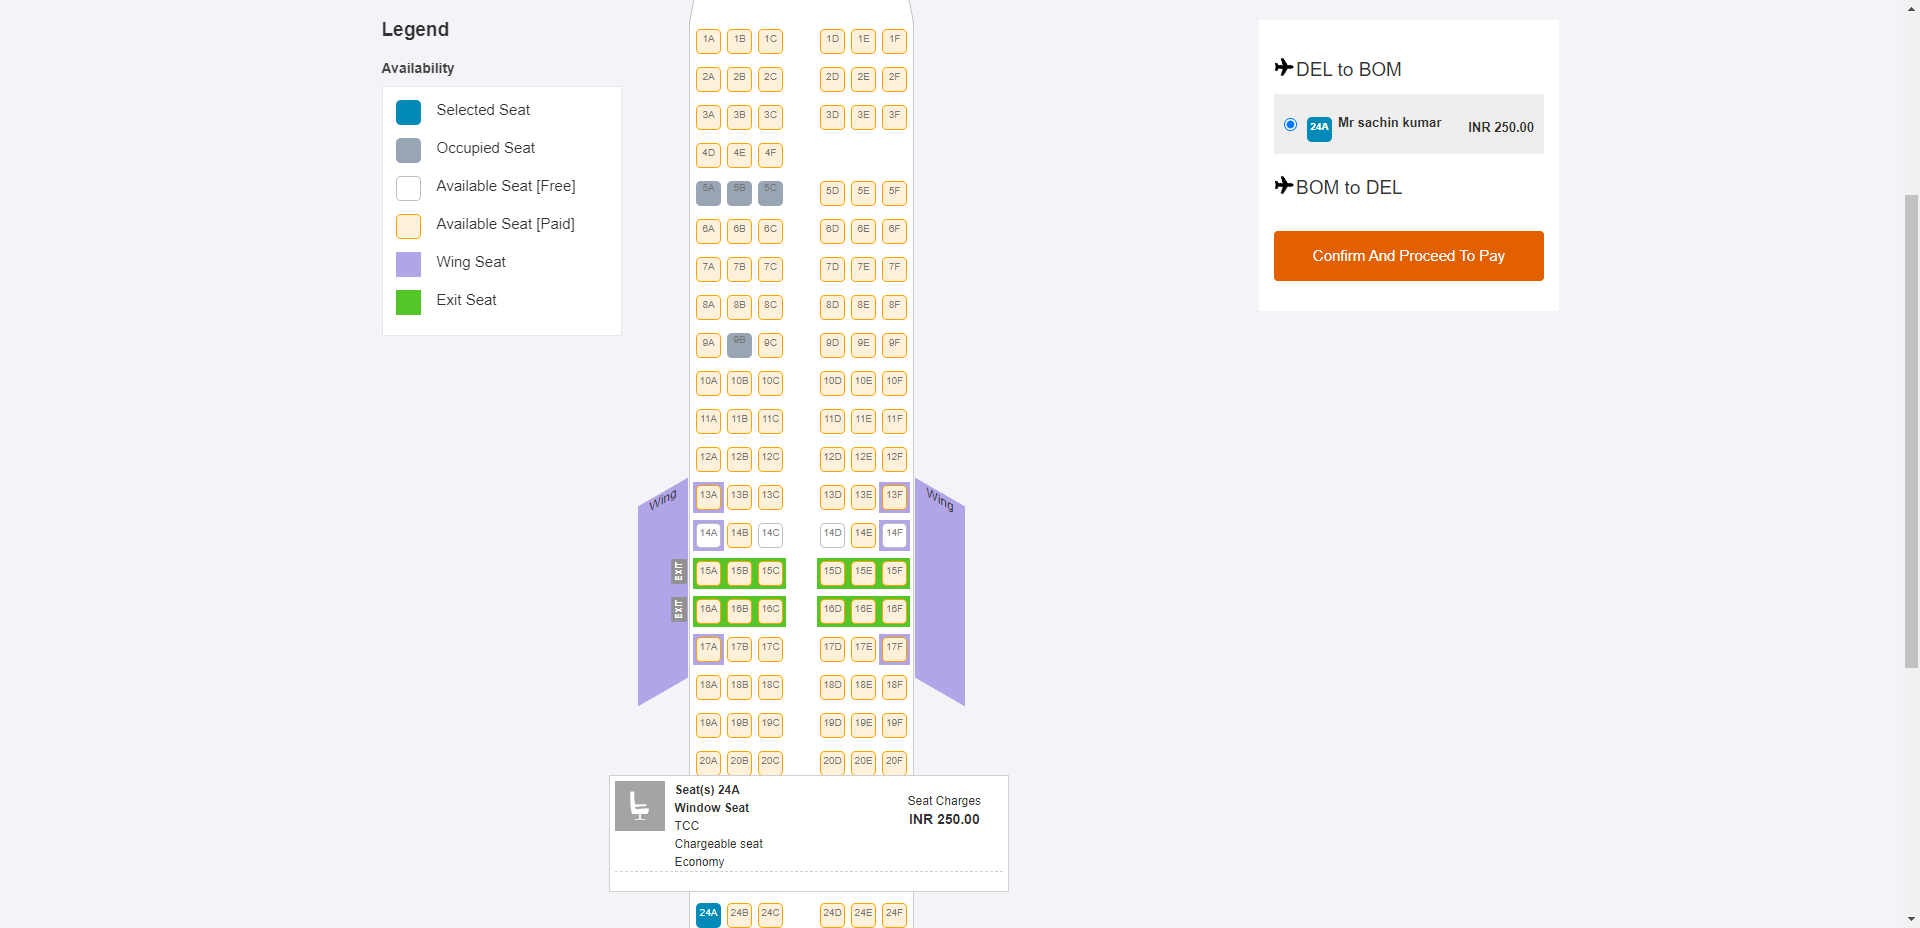 Legend
Availability
Selected Seat
Occupied Seat
Available Seat [Free]
Available Seat [Paid]
Wing Seat
Exit Seat
1A 1B 1C 1D 1E 1F
2A 2B 2C 2D 2E 2F
3A 3B 3C 3D 3E 3F
4D 4E 4F
5A 5B 5C 5D 5E 5F
6A 6B 6C 6D 6E 6F
7A 7B 7C 7D 7E 7F
8A 8B 8C 8D 8E 8F
9A 9B 9C 9D 9E 9F
10A 10B 10C 10D 10E 10F
11A 11B 11C 11D 11E 11F
12A 12B 12C 12D 12E 12F
Wing 13A 13B 13C 13D 13E 13F Wing
14A 14B 14C 14D 14E 14F
EXIT 15A 15B 15C 15D 15E 15F
EXIT 16A 16B 16C 16D 16E 16F
17A 17B 17C 17D 17E 17F
18A 18B 18C 18D 18E 18F
19A 19B 19C 19D 19E 19F
20A 20B 20C 20D 20E 20F
Seat(s) 24A
Window Seat
TCC
Chargeable seat
Economy
Seat Charges
INR 250.00
24A 24B 24C 24D 24E 24F
DEL to BOM
24A Mr sachin kumar INR 250.00
BOM to DEL
Confirm And Proceed To Pay